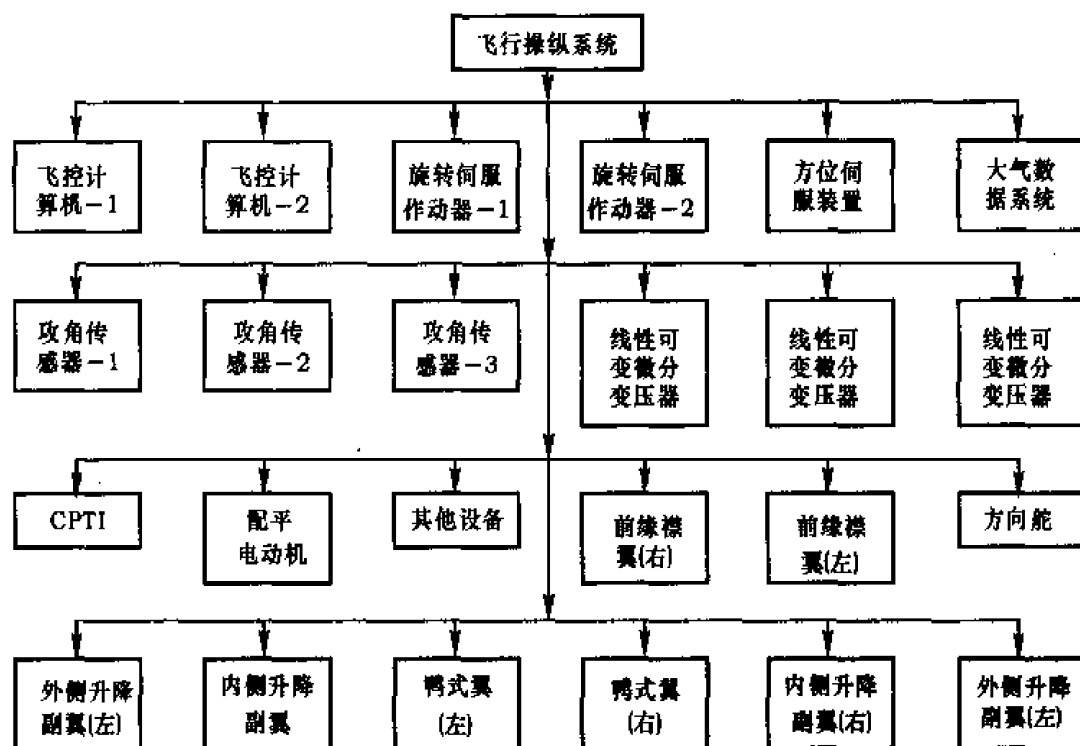 飞行操纵系统
飞控计
算机-1
飞控计
算机-2
旋转伺服
作动器-1
旋转伺服
作动器-2
方位伺
服装置
大气数
据系统
攻角传
感器-1
攻角传
感器-2
攻角传
感器-3
线性可
变微分
变压器
线性可
变微分
变压器
线性可
变微分
变压器
CPTI
配平
电动机
其他设备
前缘襟
翼(右)
前缘襟
翼(左)
方向舵
外侧升降
副翼(左)
内侧升降
副翼
鸭式翼
(左)
鸭式翼
(右)
内侧升降
副翼(右)
外侧升降
副翼(左)